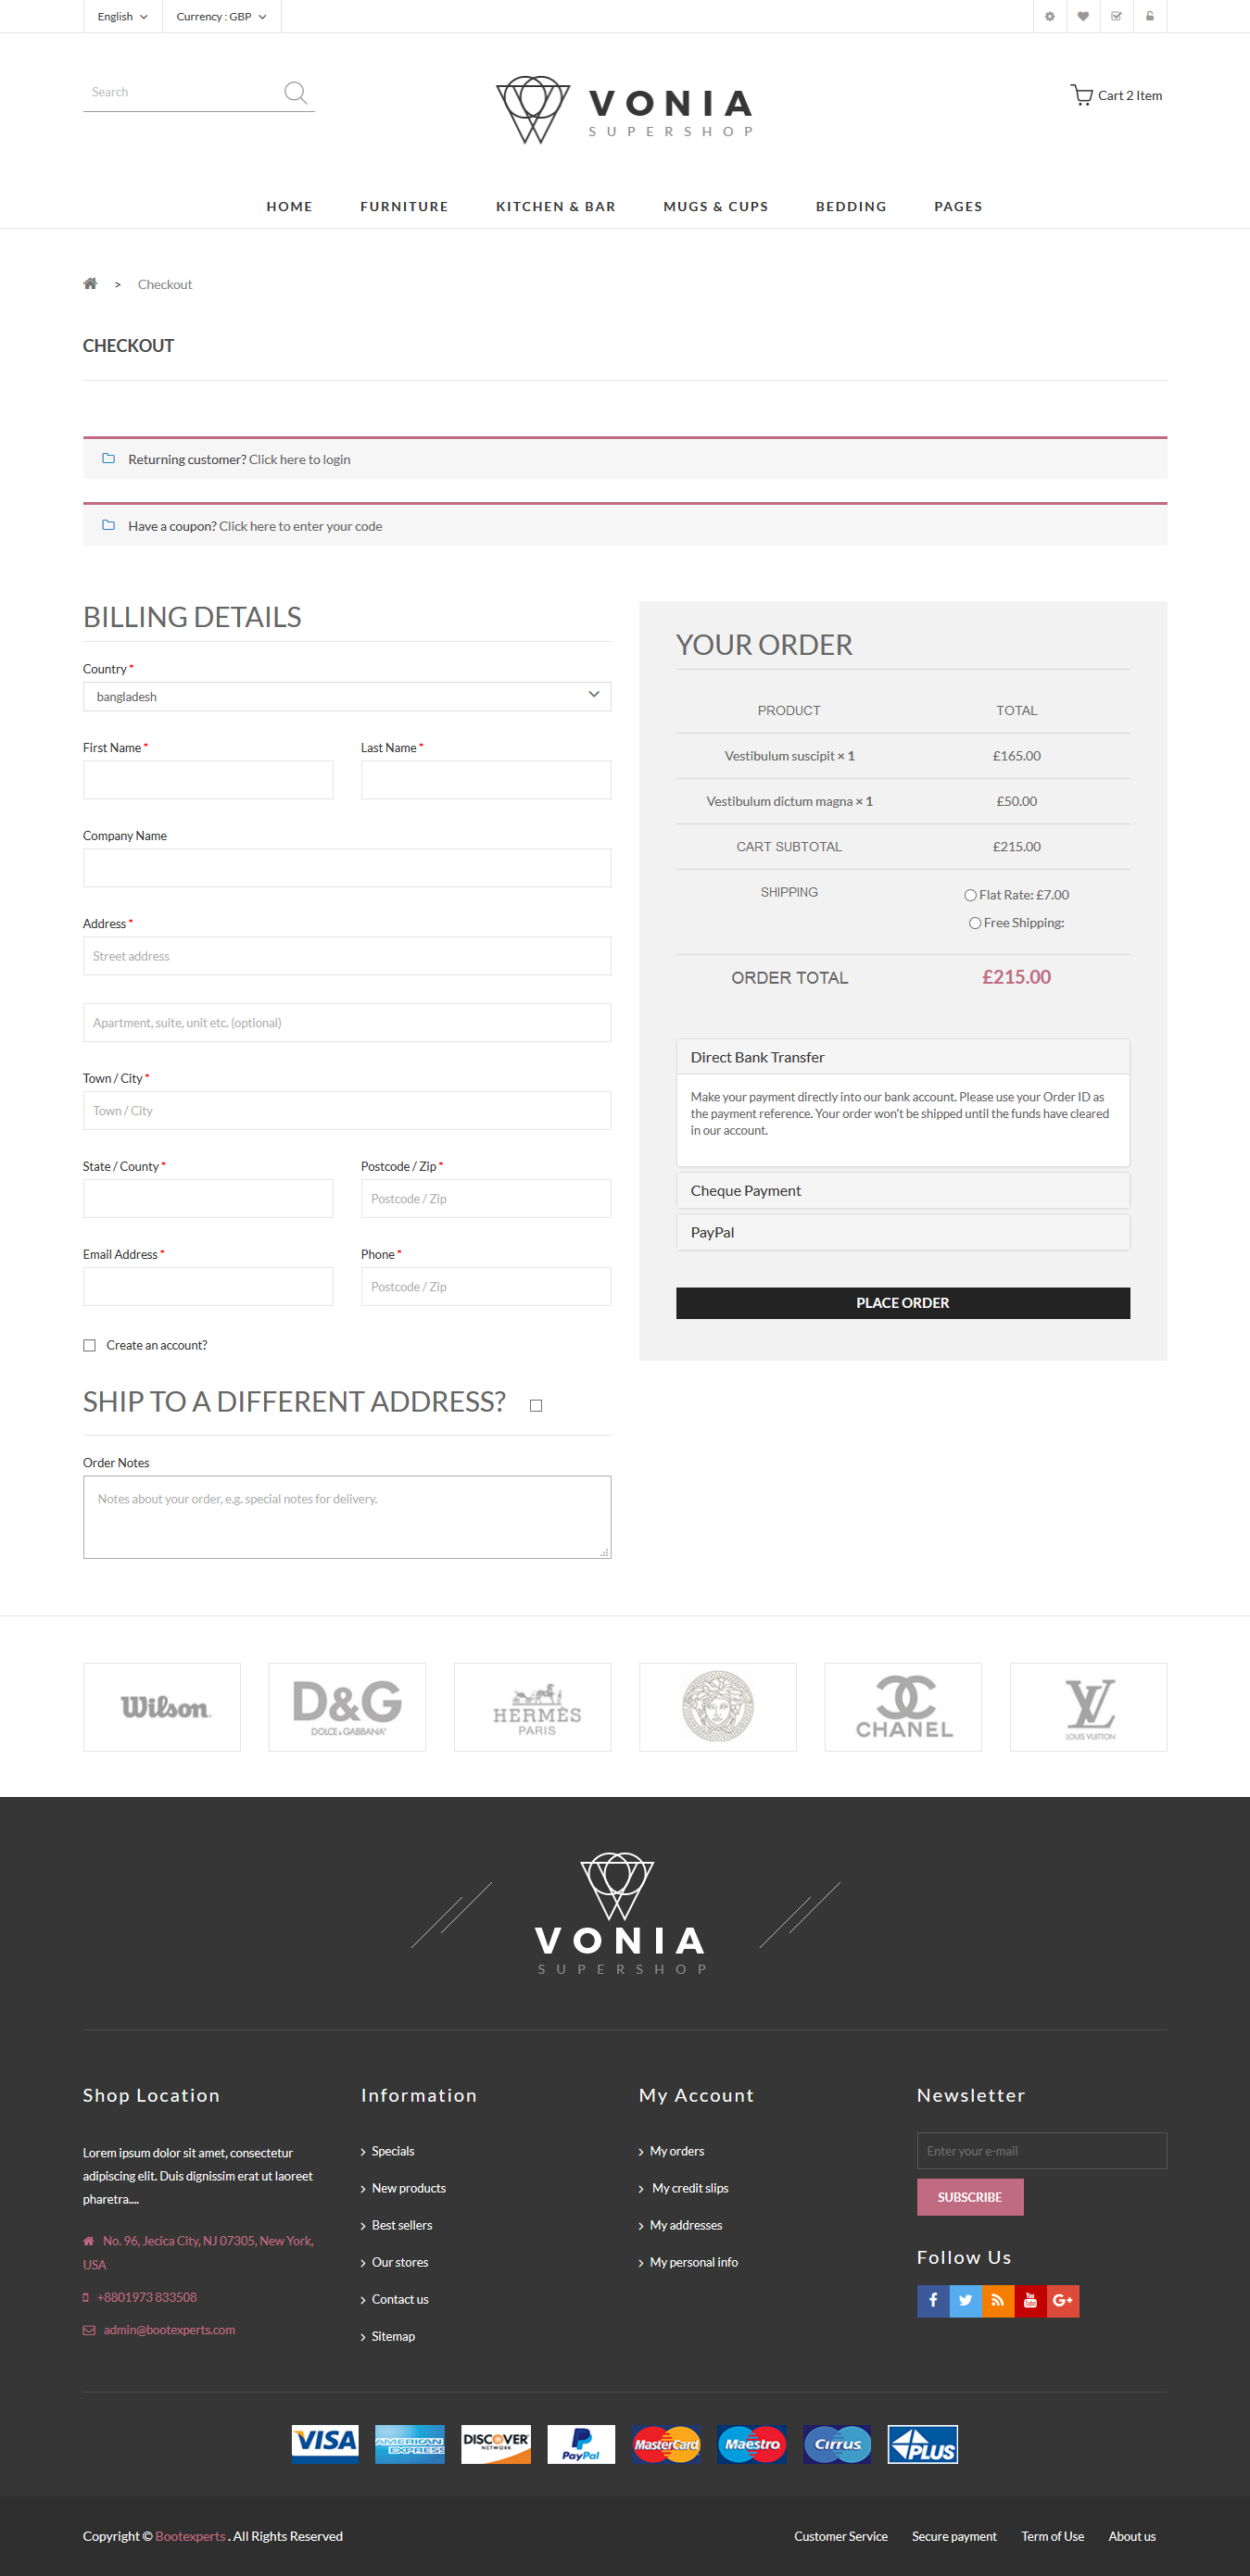 English
Currency : GBP
Search
VONIA
SUPERSHOP
Cart 2 Item
HOME
FURNITURE
KITCHEN & BAR
MUGS & CUPS
BEDDING
PAGES
> Checkout
CHECKOUT
Returning customer? Click here to login
Have a coupon? Click here to enter your code
BILLING DETAILS
Country *
bangladesh
First Name *
Last Name *
Company Name
Address *
Street address
Apartment, suite, unit etc. (optional)
Town / City *
Town / City
State / County *
Postcode / Zip *
Postcode / Zip
Email Address *
Phone *
Postcode / Zip
Create an account?
SHIP TO A DIFFERENT ADDRESS?
Order Notes
Notes about your order, e.g. special notes for delivery.
YOUR ORDER
PRODUCT TOTAL
Vestibulum suscipit × 1 £165.00
Vestibulum dictum magna × 1 £50.00
CART SUBTOTAL £215.00
SHIPPING
Flat Rate: £7.00
Free Shipping:
ORDER TOTAL £215.00
Direct Bank Transfer
Make your payment directly into our bank account. Please use your Order ID as
the payment reference. Your order won't be shipped until the funds have cleared
in our account.
Cheque Payment
PayPal
PLACE ORDER
Wilson
D&G
DOLCE & GABBANA
HERMÈS
PARIS
CHANEL
LV
LOUIS VUITTON
VONIA
SUPERSHOP
Shop Location
Lorem ipsum dolor sit amet, consectetur
adipiscing elit. Duis dignissim erat ut laoreet
pharetra....
No. 96, Jecica City, NJ 07305, New York,
USA
+8801973 833508
admin@bootexperts.com
Information
Specials
New products
Best sellers
Our stores
Contact us
Sitemap
My Account
My orders
My credit slips
My addresses
My personal info
Newsletter
Enter your e-mail
SUBSCRIBE
Follow Us
You
Tube
G+
VISA
AMERICAN
EXPRESS
DISCOVER
NETWORK
PayPal
MasterCard
Maestro
Cirrus
PLUS
Copyright © Bootexperts . All Rights Reserved
Customer Service
Secure payment
Term of Use
About us